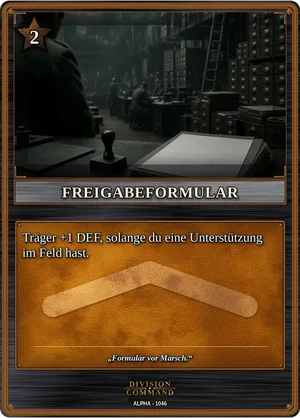 2
FREIGABEFORMULAR
Träger +1 DEF, solange du eine Unterstützung
im Feld hast.
„Formular vor Marsch.“
DIVISION
COMMAND
ALPHA - 1046